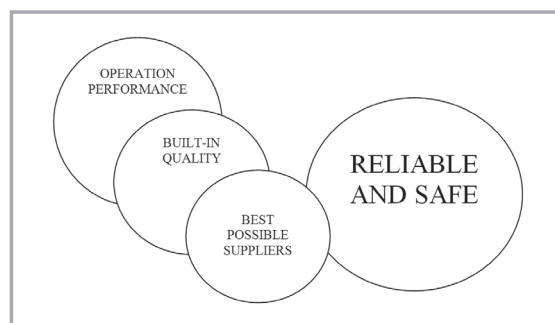 OPERATION
PERFORMANCE
BUILT-IN
QUALITY
BEST
POSSIBLE
SUPPLIERS
RELIABLE
AND SAFE